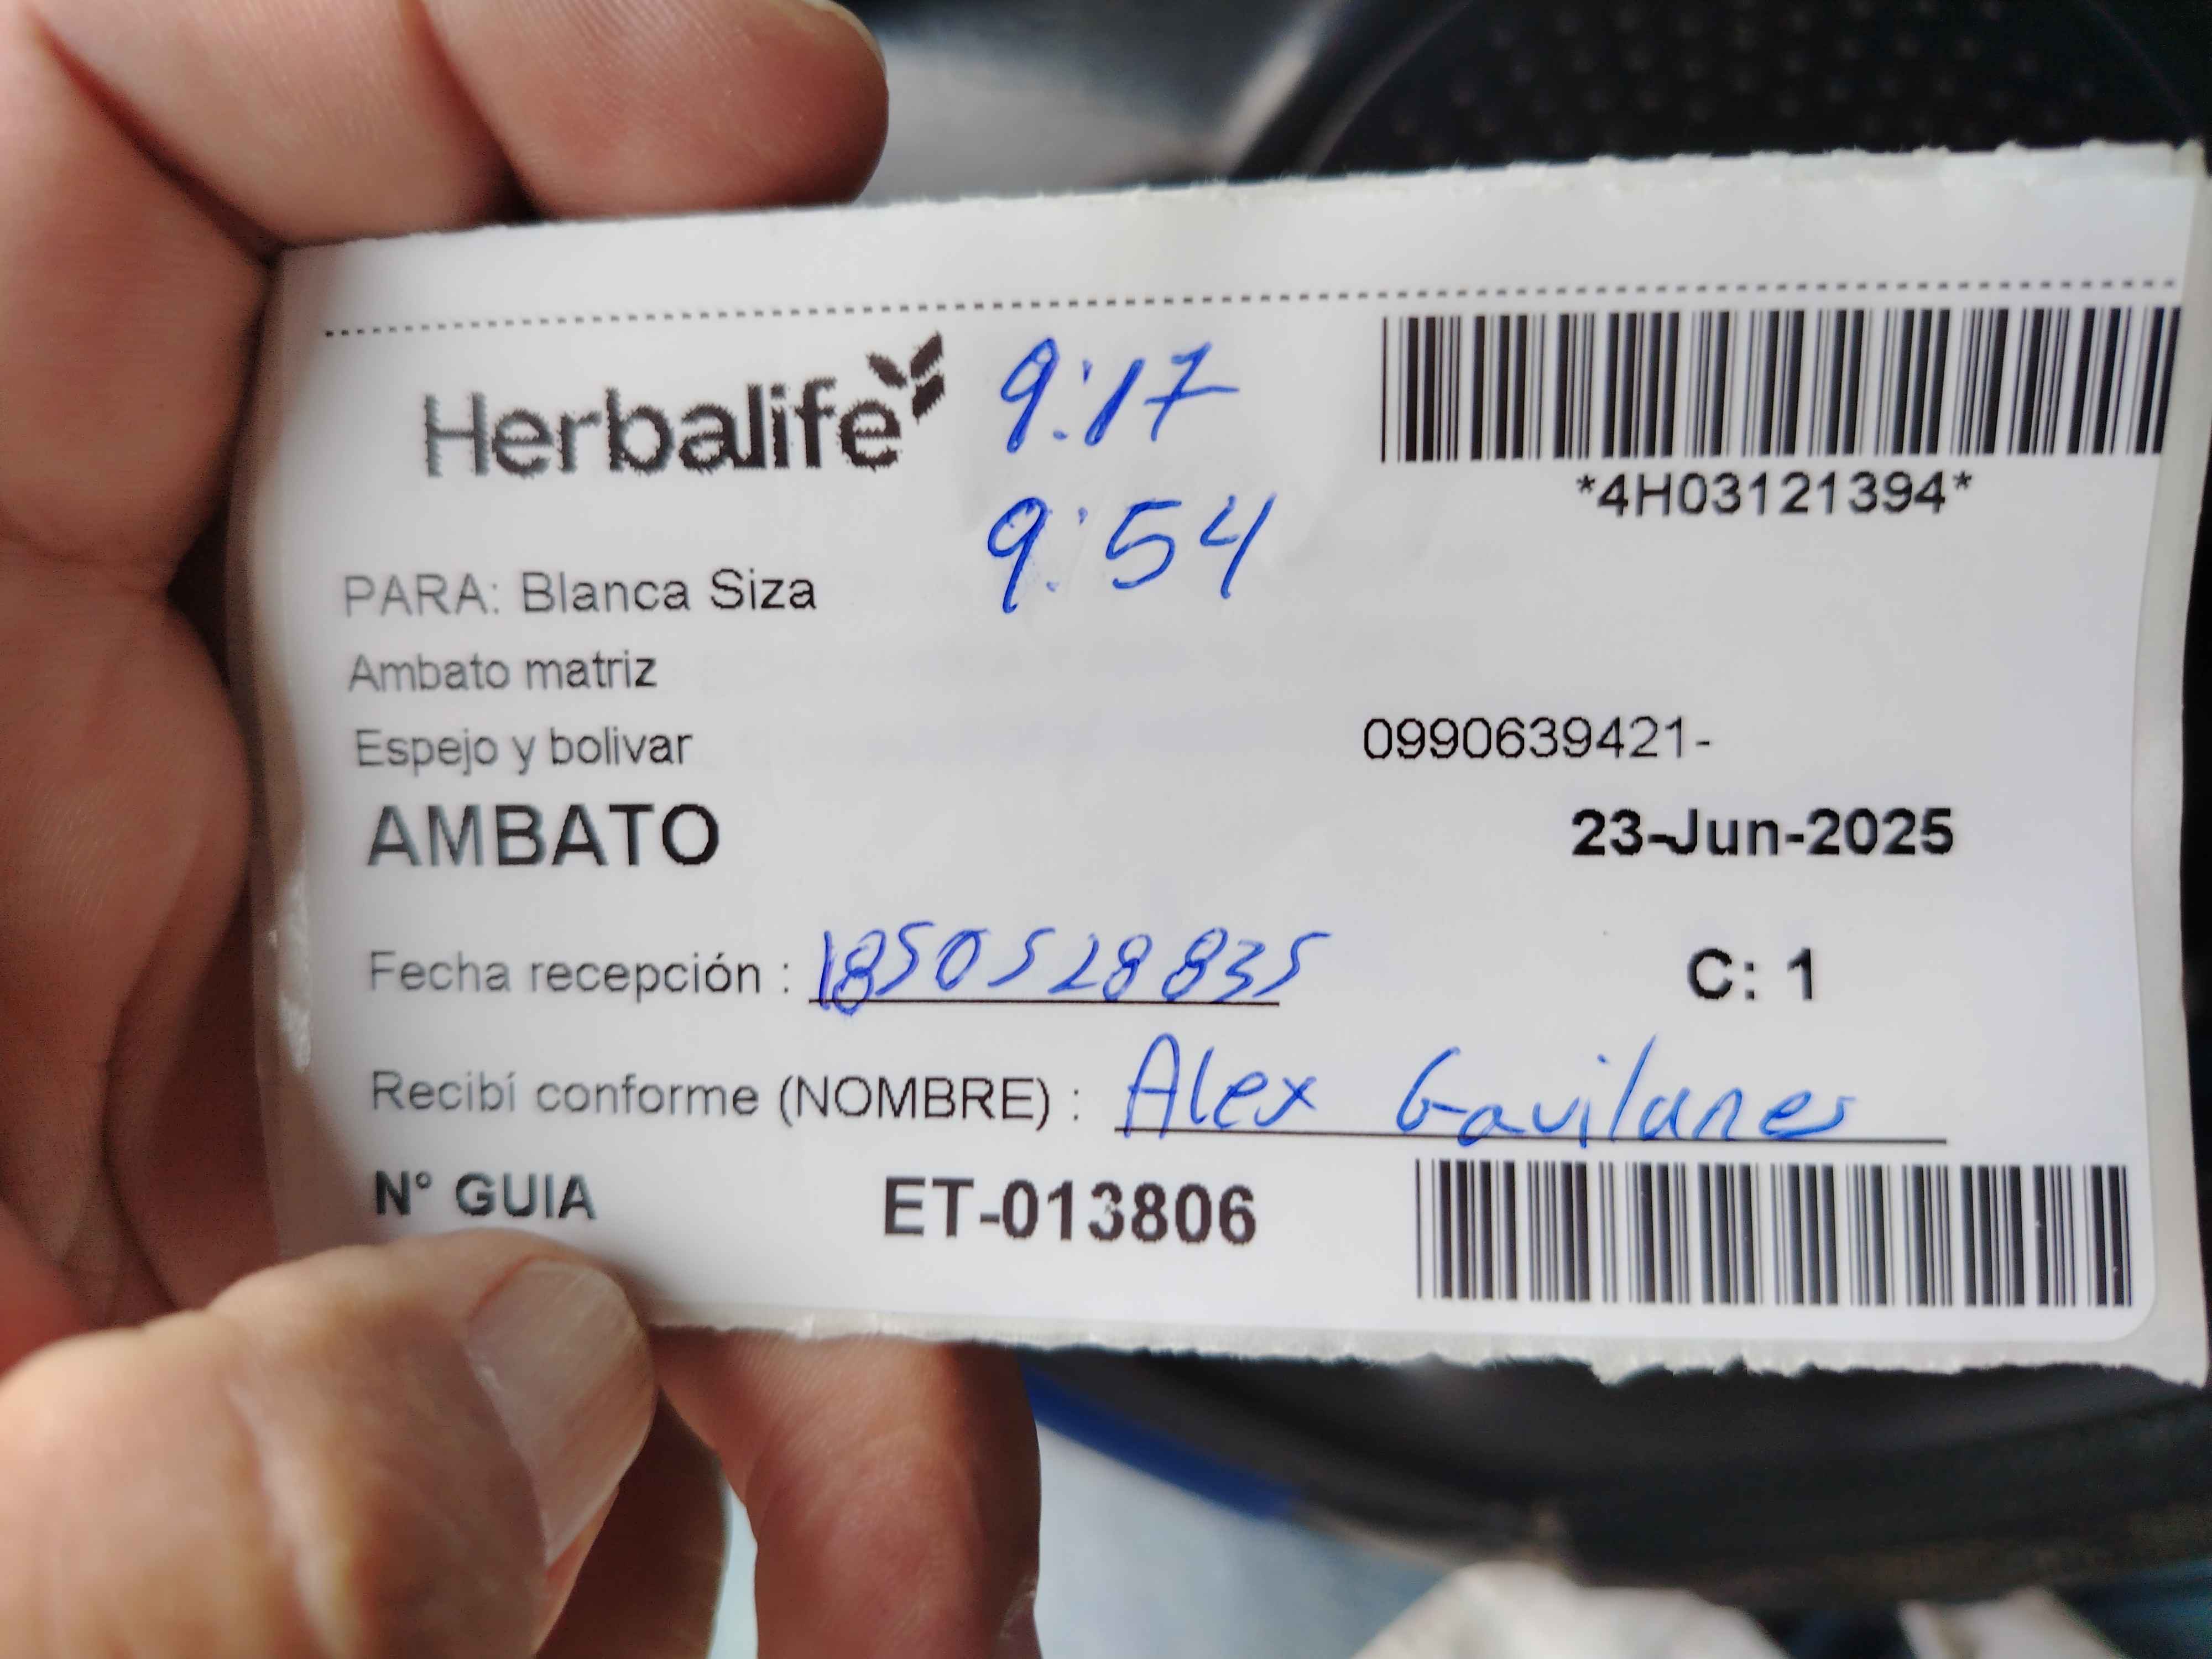 Herbalife
9:17
*4H03121394*
9:54
PARA: Blanca Siza
Ambato matriz
Espejo y bolivar
0990639421-
AMBATO
23-Jun-2025
Fecha recepción : 1850528835
C: 1
Recibí conforme (NOMBRE) : Alex Gavilanes
N° GUIA ET-013806